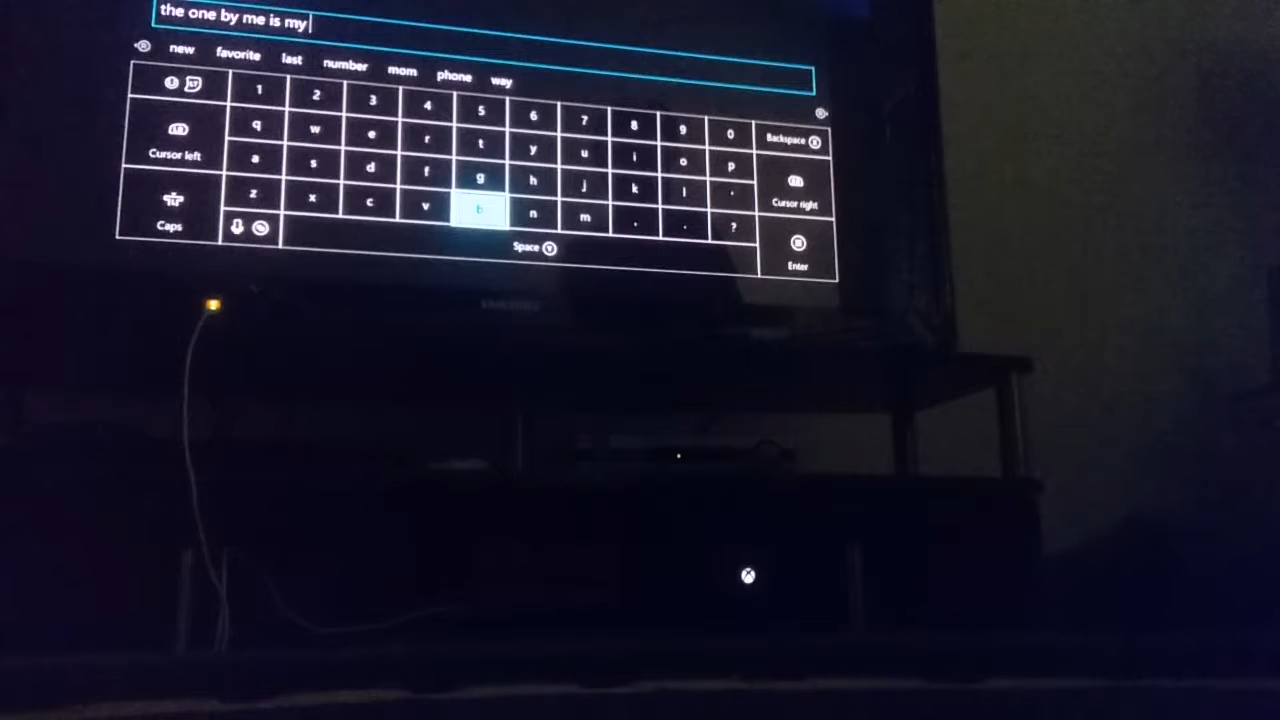 the one by me is my
new favorite last number mom phone way
1 2 3 4 5 6 7 8 9 0 Backspace
q w e r t y u i o p
Cursor left a s d f g h j k l ' Cursor right
Caps z x c v b n m , . ?
Space Enter
SAMSUNG